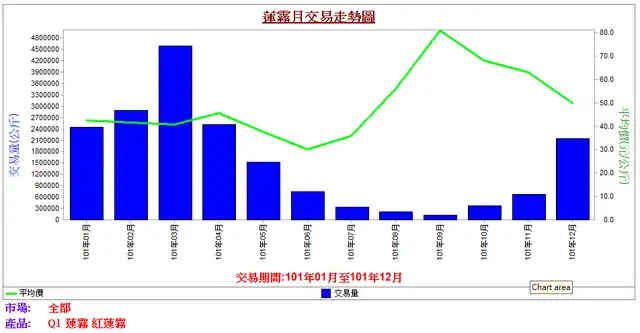 蓮霧月交易走勢圖
交易量(公斤)
4800000
4500000
4200000
3900000
3600000
3300000
3000000
2700000
2400000
2100000
1800000
1500000
1200000
900000
600000
300000
0
80.0
70.0
60.0
50.0
40.0
30.0
20.0
10.0
0.0
平均價(元/公斤)
101年01月
101年02月
101年03月
101年04月
101年05月
101年06月
101年07月
101年08月
101年09月
101年10月
101年11月
101年12月
交易期間:101年01月至101年12月
Chart area
平均價 交易量
市場: 全部
產品: Q1 蓮霧 紅蓮霧